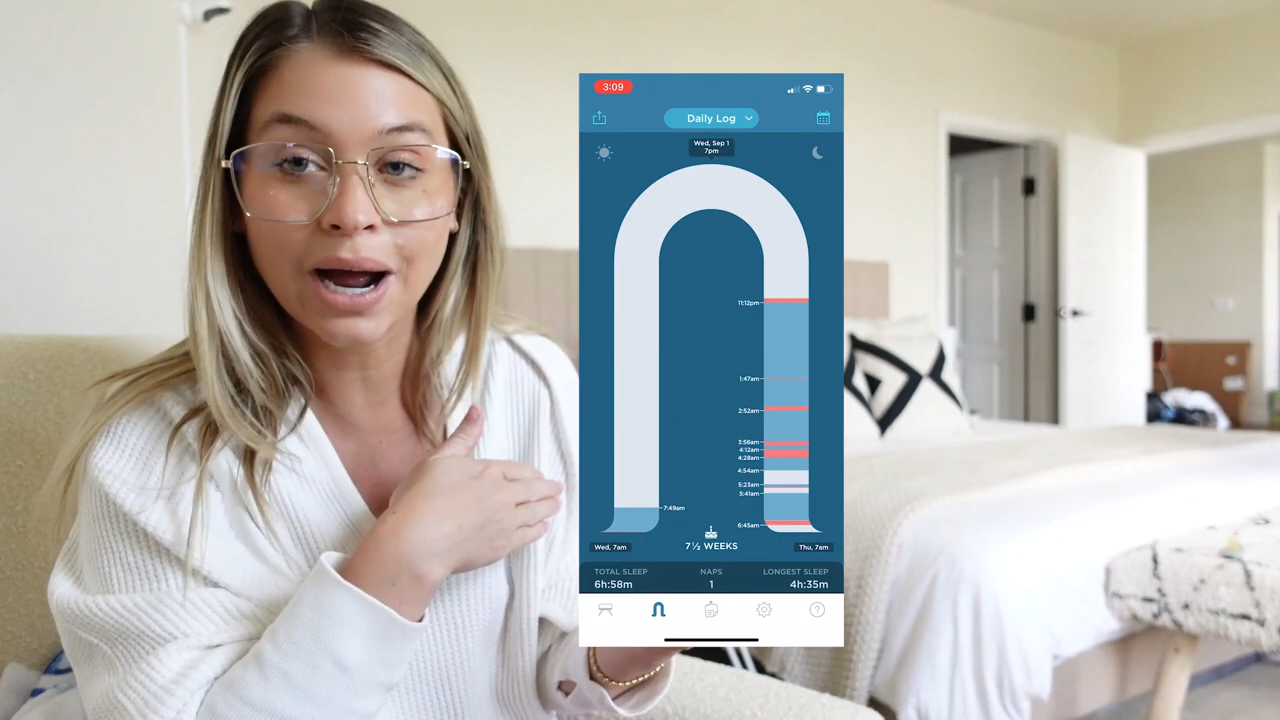 3:09
Daily Log
Wed, Sep 1
7pm
11:12pm
1:47am
2:52am
3:56am
4:12am
4:28am
4:54am
5:23am
5:41am
7:49am
6:45am
Wed, 7am
7 ½ WEEKS
Thu, 7am
TOTAL SLEEP NAPS LONGEST SLEEP
6h:58m 1 4h:35m
?